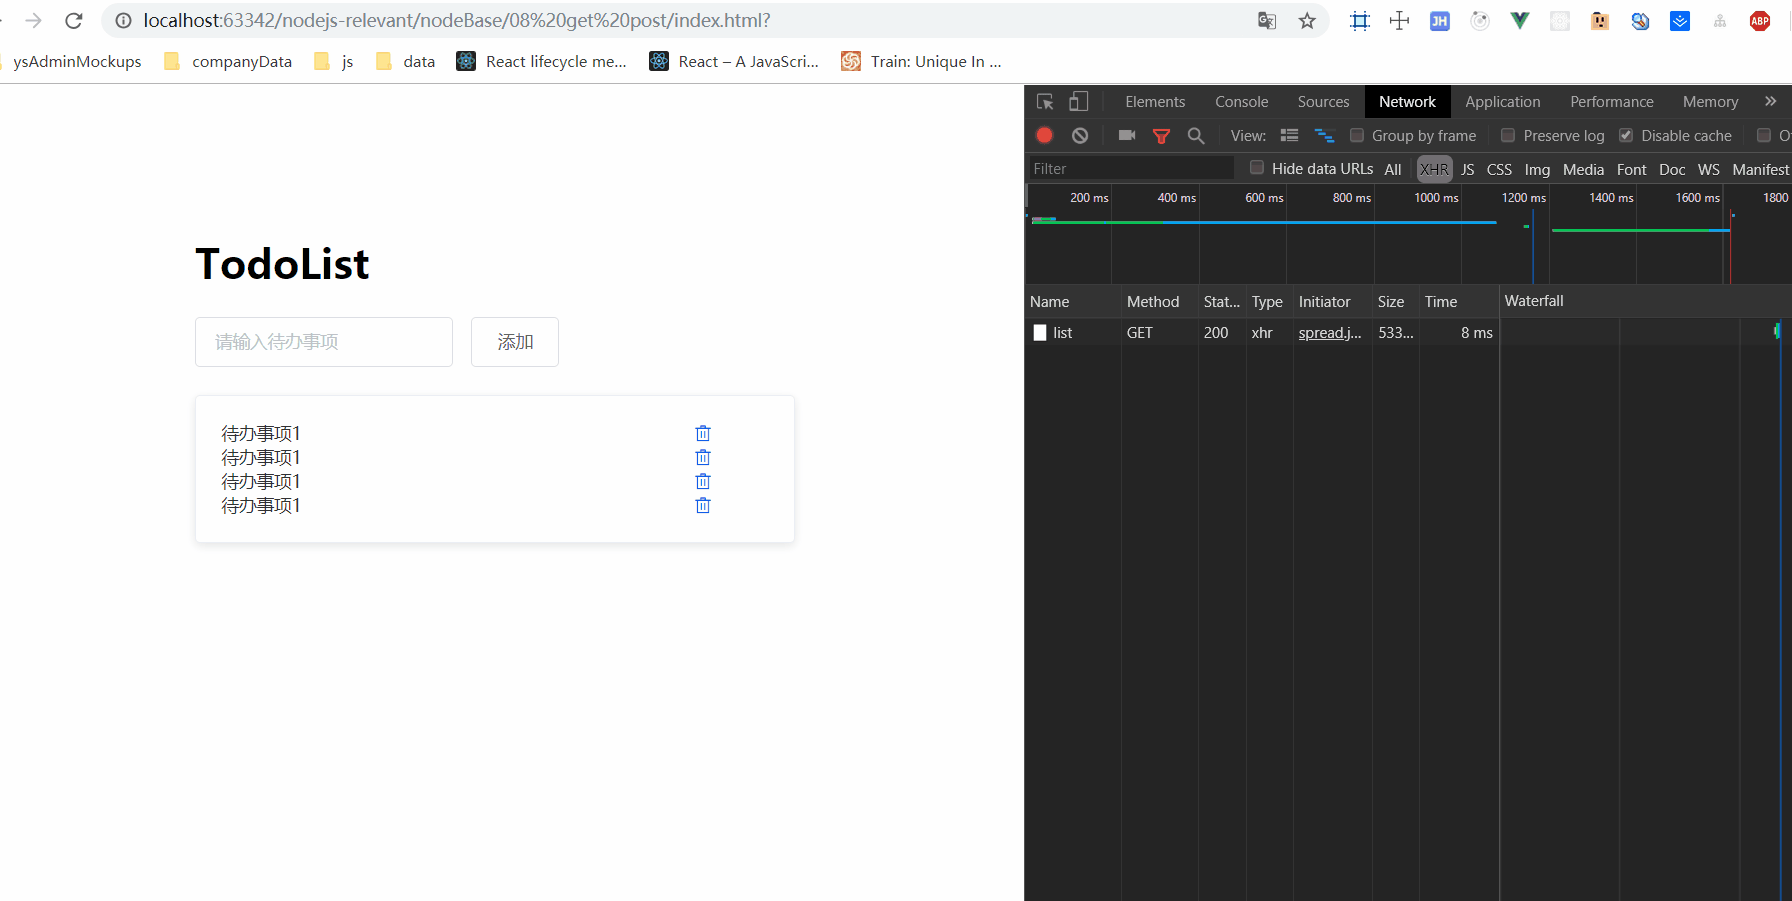 localhost:63342/nodejs-relevant/nodeBase/08%20get%20post/index.html?
JH
ABP
ysAdminMockups companyData js data React lifecycle me... React – A JavaScri... Train: Unique In ...
Elements Console Sources Network Application Performance Memory »
View: Group by frame Preserve log Disable cache
Filter Hide data URLs All XHR JS CSS Img Media Font Doc WS Manifest
200 ms 400 ms 600 ms 800 ms 1000 ms 1200 ms 1400 ms 1600 ms 1800
Name Method Stat... Type Initiator Size Time Waterfall
list GET 200 xhr spread.j... 533... 8 ms
TodoList
请输入待办事项 添加
待办事项1
待办事项1
待办事项1
待办事项1